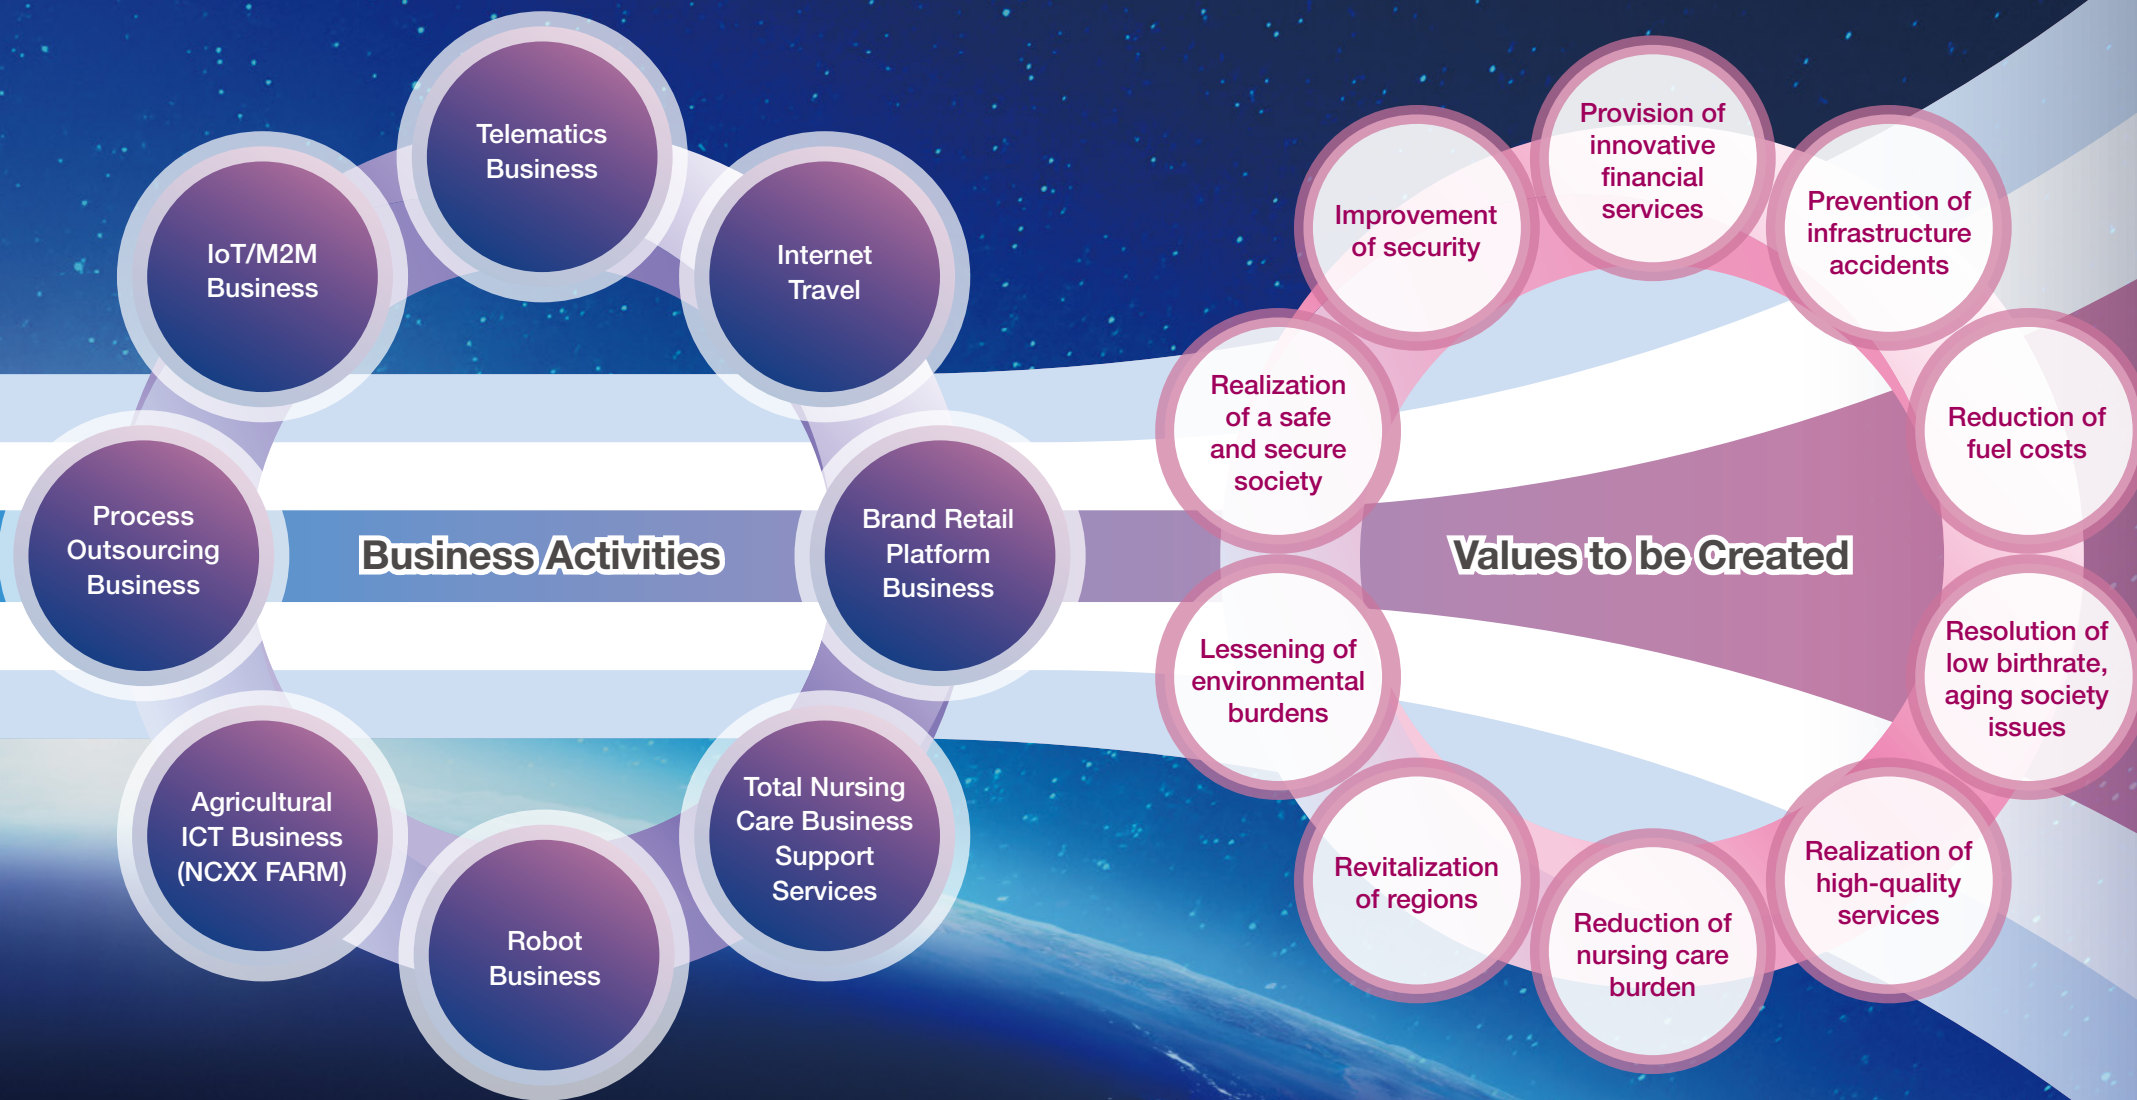 Telematics
Business
IoT/M2M
Business
Internet
Travel
Process
Outsourcing
Business
Business Activities
Brand Retail
Platform
Business
Agricultural
ICT Business
(NCXX FARM)
Robot
Business
Total Nursing
Care Business
Support
Services
Provision of
innovative
financial
services
Improvement
of security
Prevention of
infrastructure
accidents
Realization
of a safe
and secure
society
Reduction of
fuel costs
Values to be Created
Lessening of
environmental
burdens
Resolution of
low birthrate,
aging society
issues
Revitalization
of regions
Reduction of
nursing care
burden
Realization of
high-quality
services